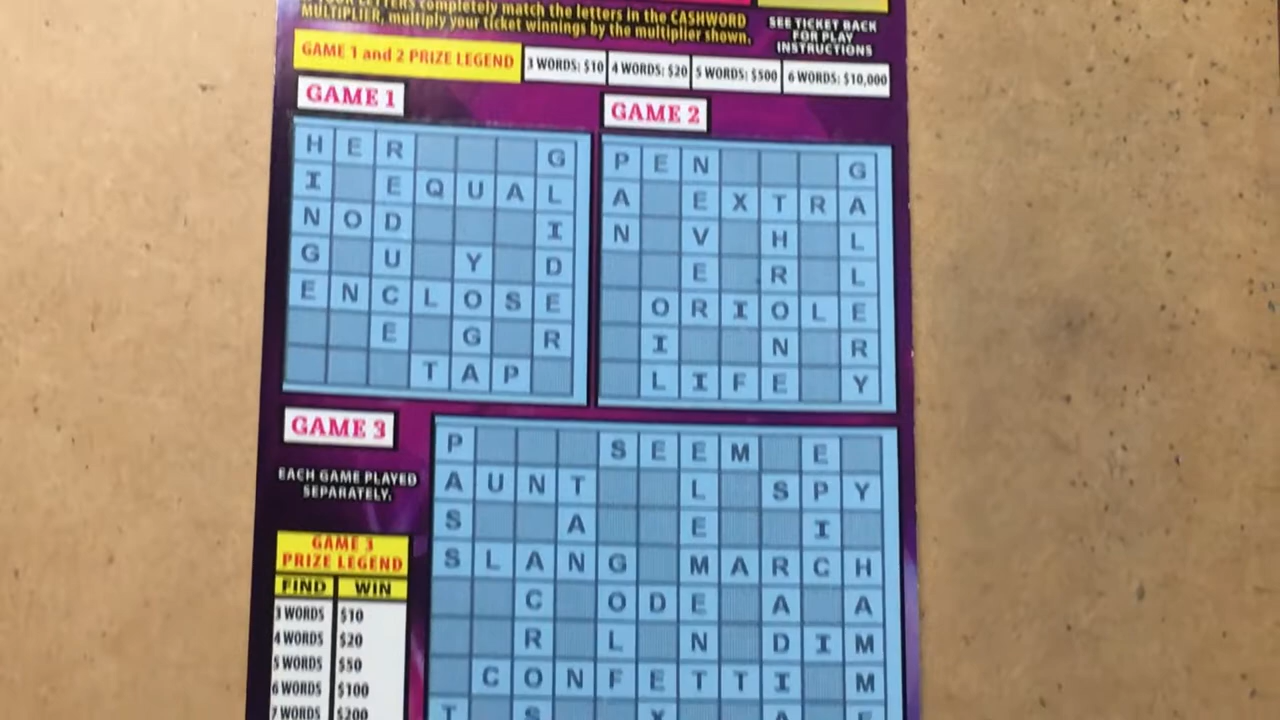 YOUR LETTERS completely match the letters in the CASHWORD
MULTIPLIER, multiply your ticket winnings by the multiplier shown.
SEE TICKET BACK
FOR PLAY
INSTRUCTIONS
GAME 1 and 2 PRIZE LEGEND
3 WORDS: $10
4 WORDS: $20
5 WORDS: $500
6 WORDS: $10,000
GAME 1
H E R G
I E Q U A L
N O D I
G U Y D
E N C L O S E
E G R
T A P
GAME 2
P E N G
A E X T R A
N V H L
E R L
O R I O L E
I N R
L I F E Y
GAME 3
EACH GAME PLAYED
SEPARATELY.
GAME 3
PRIZE LEGEND
FIND WIN
3 WORDS $10
4 WORDS $20
5 WORDS $50
6 WORDS $100
7 WORDS $200
P S E E M E
A U N T L S P Y
S A E I
S L A N G M A R C H
C O D E A A
R L N D I M
C O N F E T T I M